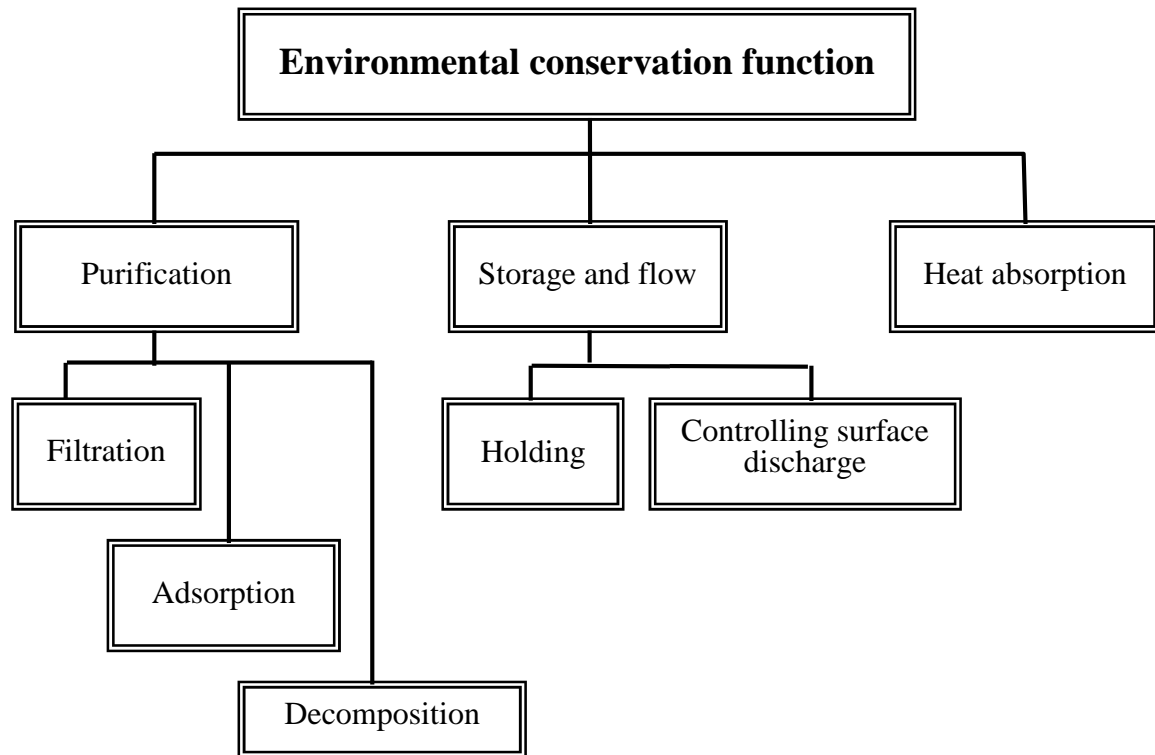 Environmental conservation function
Purification
Storage and flow
Heat absorption
Filtration
Holding
Controlling surface
discharge
Adsorption
Decomposition